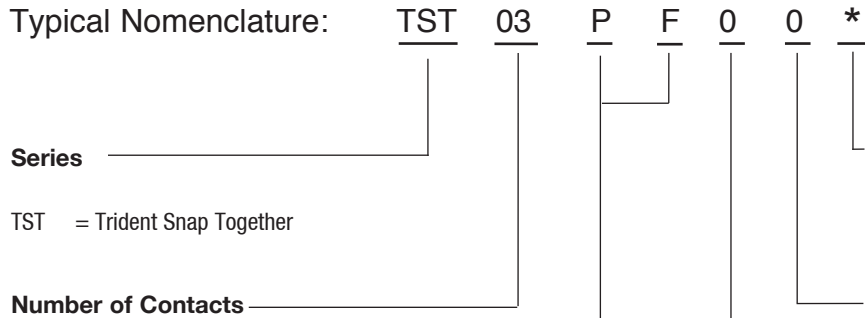 Typical Nomenclature: TST 03 P F 0 0 *
Series
TST = Trident Snap Together
Number of Contacts